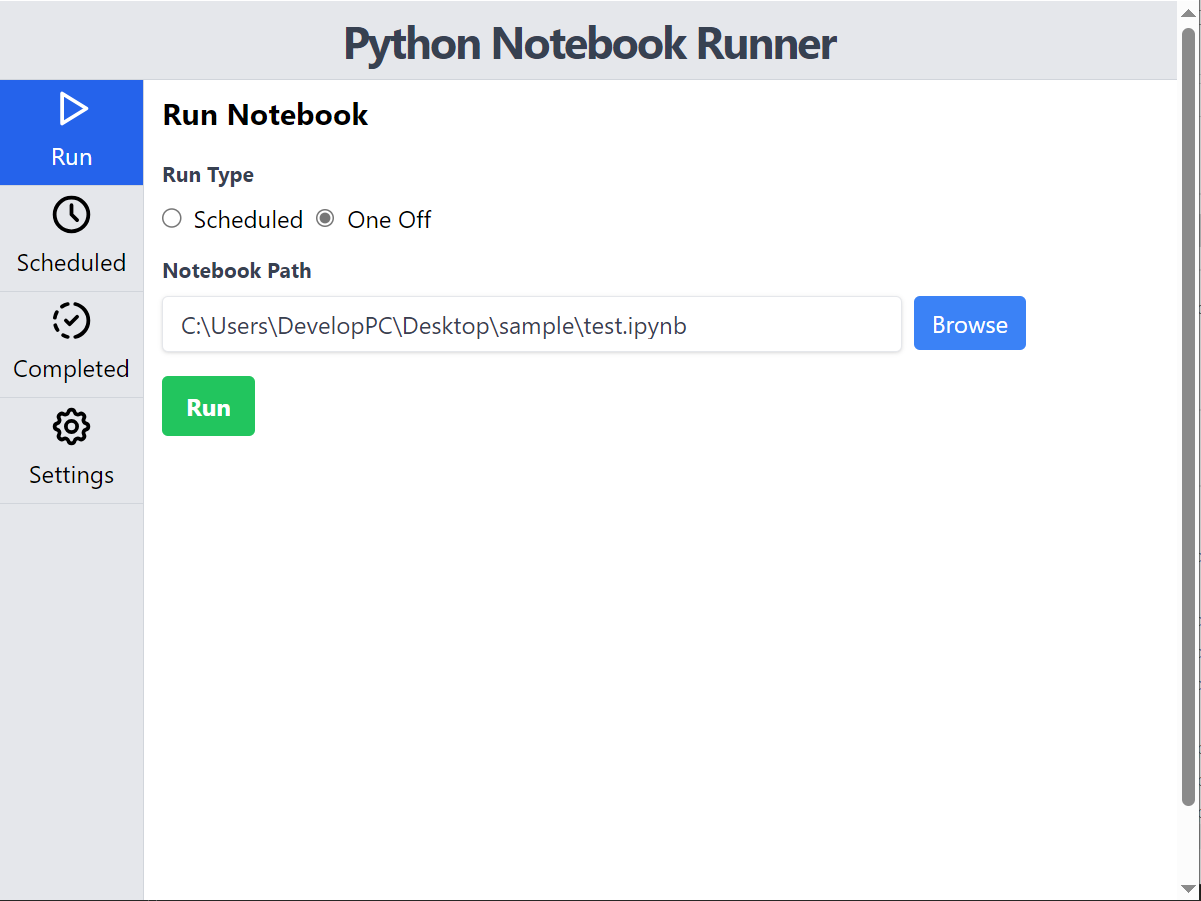 Python Notebook Runner
Run
Scheduled
Completed
Settings
Run Notebook
Run Type
Scheduled One Off
Notebook Path
C:\Users\DevelopPC\Desktop\sample\test.ipynb Browse
Run